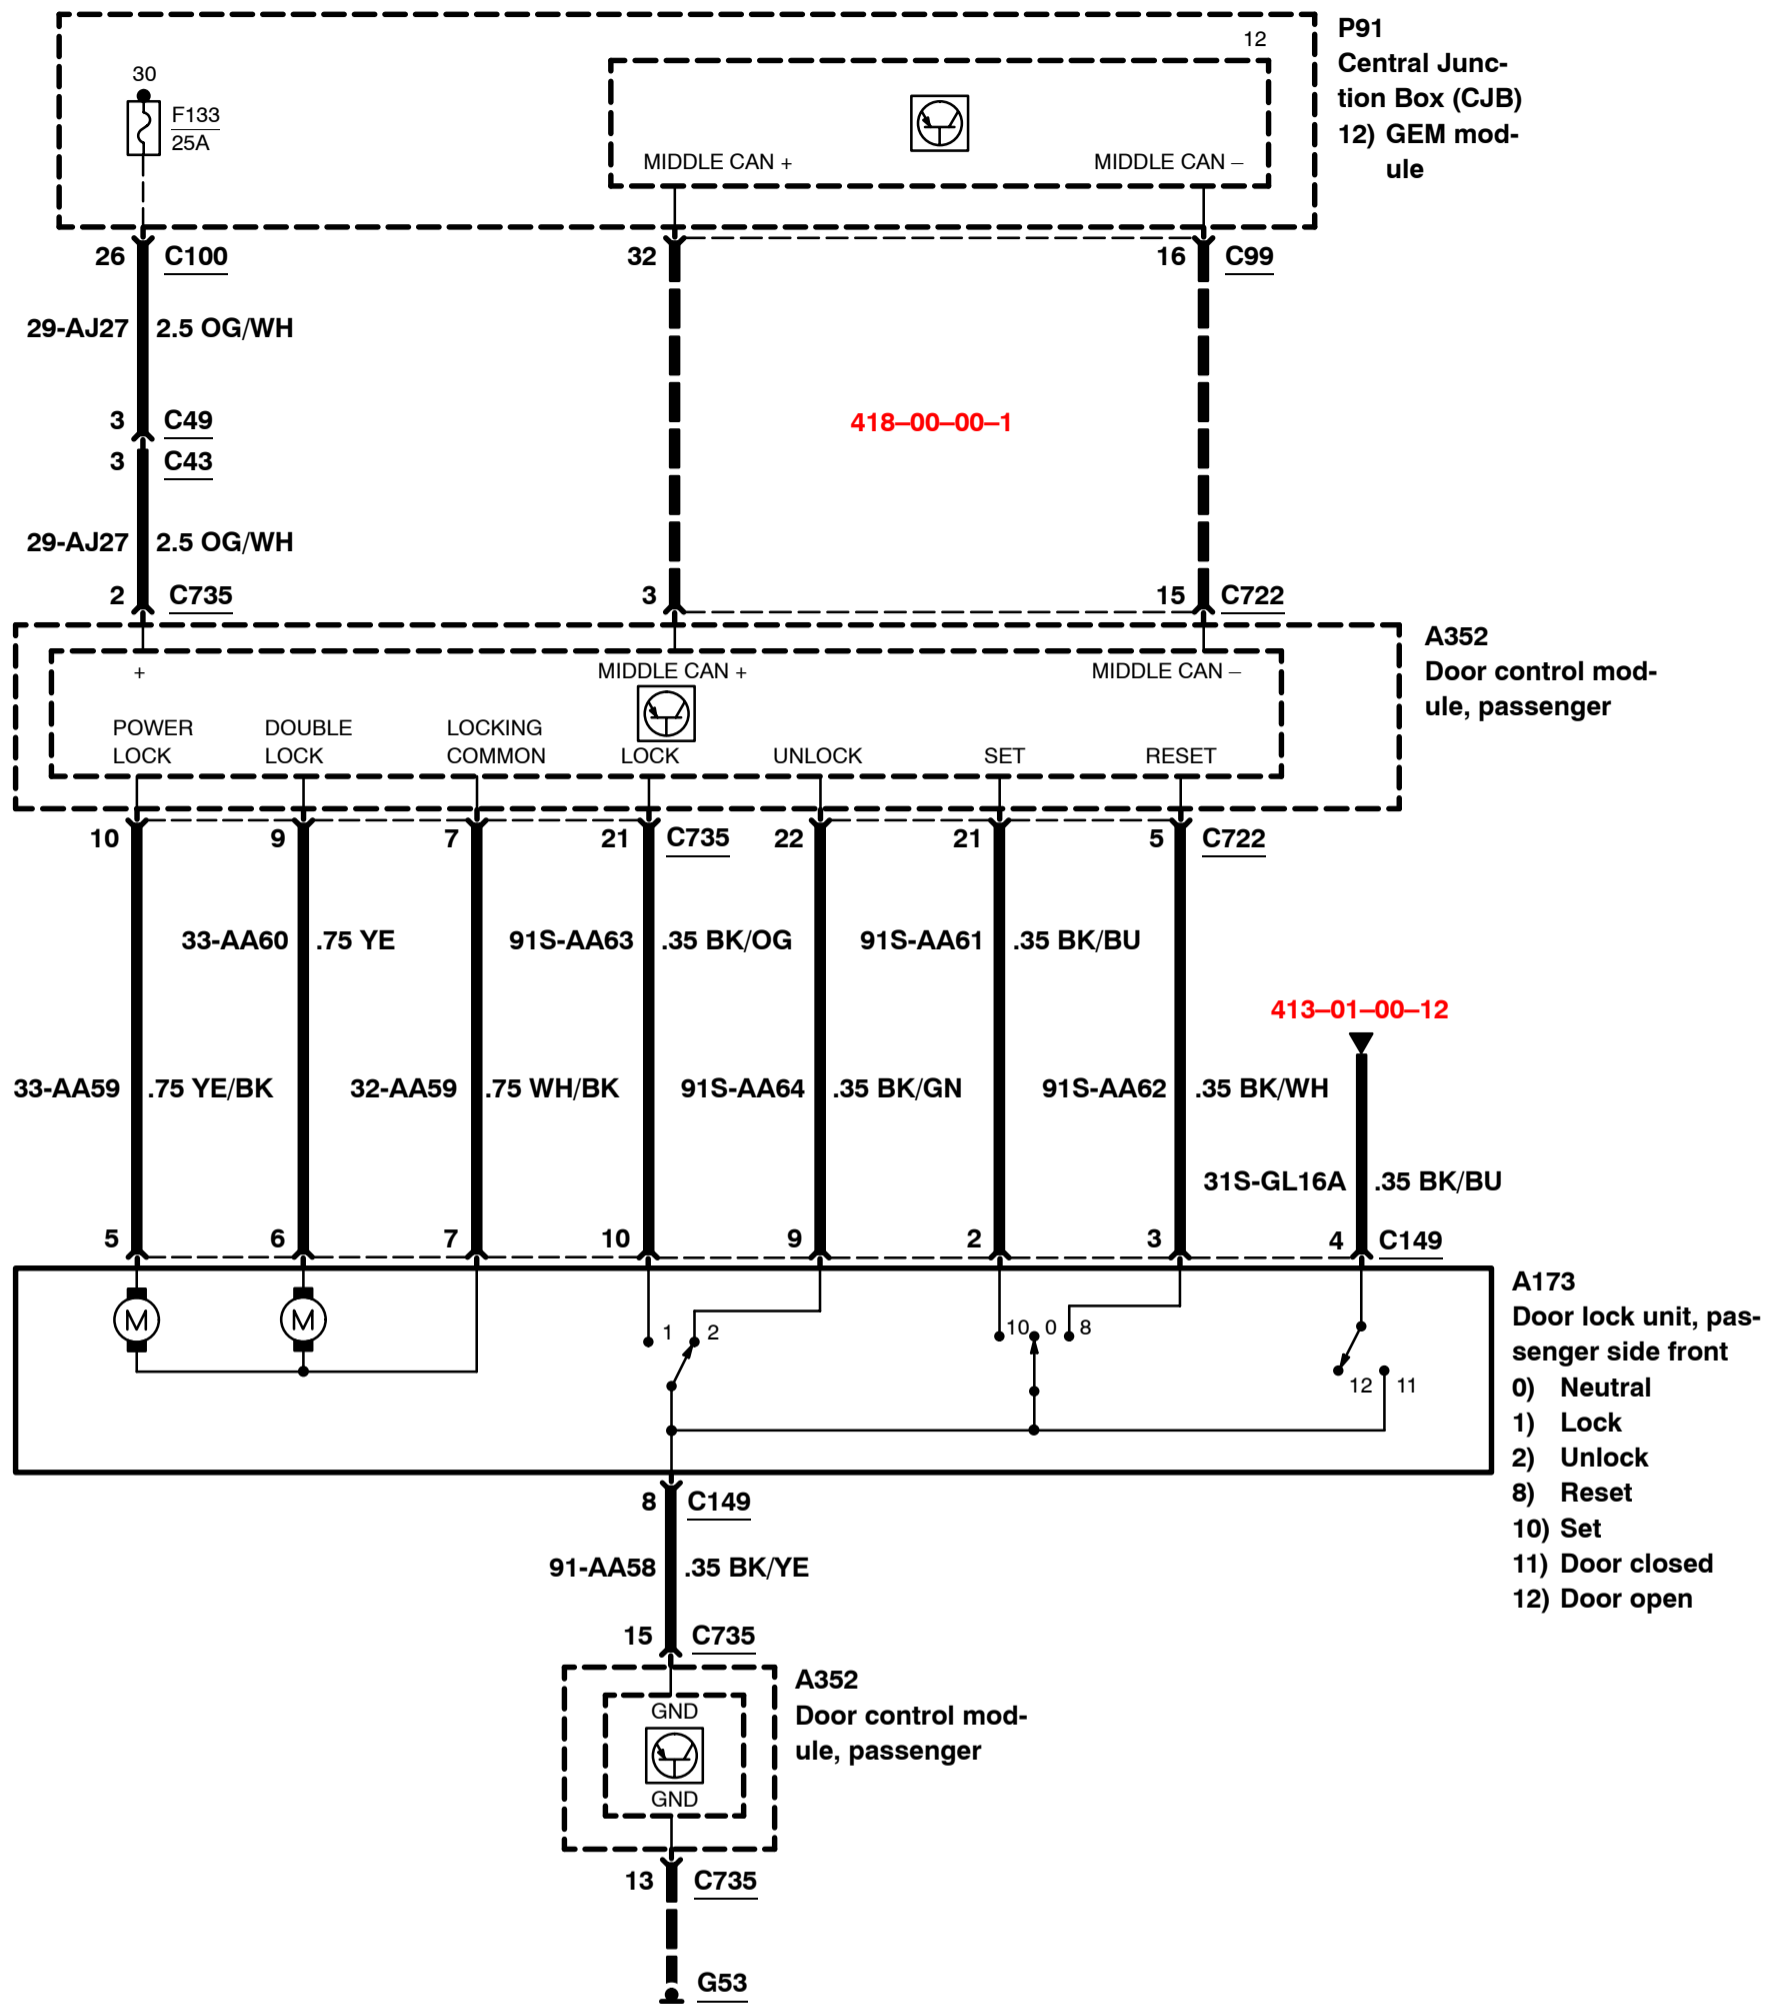 P91
Central Junc-
tion Box (CJB)
12) GEM mod-
ule
12
30
F133
25A
MIDDLE CAN + MIDDLE CAN –
26 C100 32 16 C99
29-AJ27 2.5 OG/WH
418–00–00–1
3 C49
3 C43
29-AJ27 2.5 OG/WH
2 C735 3 15 C722
A352
Door control mod-
ule, passenger
+ MIDDLE CAN + MIDDLE CAN –
POWER DOUBLE LOCKING
LOCK LOCK COMMON LOCK UNLOCK SET RESET
10 9 7 21 C735 22 21 5 C722
33-AA60 .75 YE 91S-AA63 .35 BK/OG 91S-AA61 .35 BK/BU
413–01–00–12
33-AA59 .75 YE/BK 32-AA59 .75 WH/BK 91S-AA64 .35 BK/GN 91S-AA62 .35 BK/WH
31S-GL16A .35 BK/BU
5 6 7 10 9 2 3 4 C149
M M
1 2 10 0 8
12 11
A173
Door lock unit, pas-
senger side front
0) Neutral
1) Lock
2) Unlock
8) Reset
10) Set
11) Door closed
12) Door open
8 C149
91-AA58 .35 BK/YE
15 C735
A352
Door control mod-
ule, passenger
GND
GND
13 C735
G53